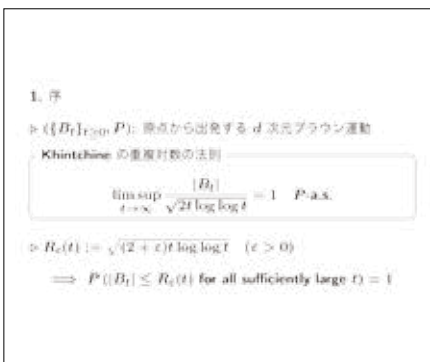 1. 序
▷ ({B_t}_{t≥0}, P): 原点から出発する d 次元ブラウン運動
Khintchine の重複対数の法則
lim sup_{t→∞} |B_t| / √(2t log log t) = 1 P-a.s.
▷ R_ε(t) := √((2 + ε)t log log t) (ε > 0)
⟹ P(|B_t| ≤ R_ε(t) for all sufficiently large t) = 1